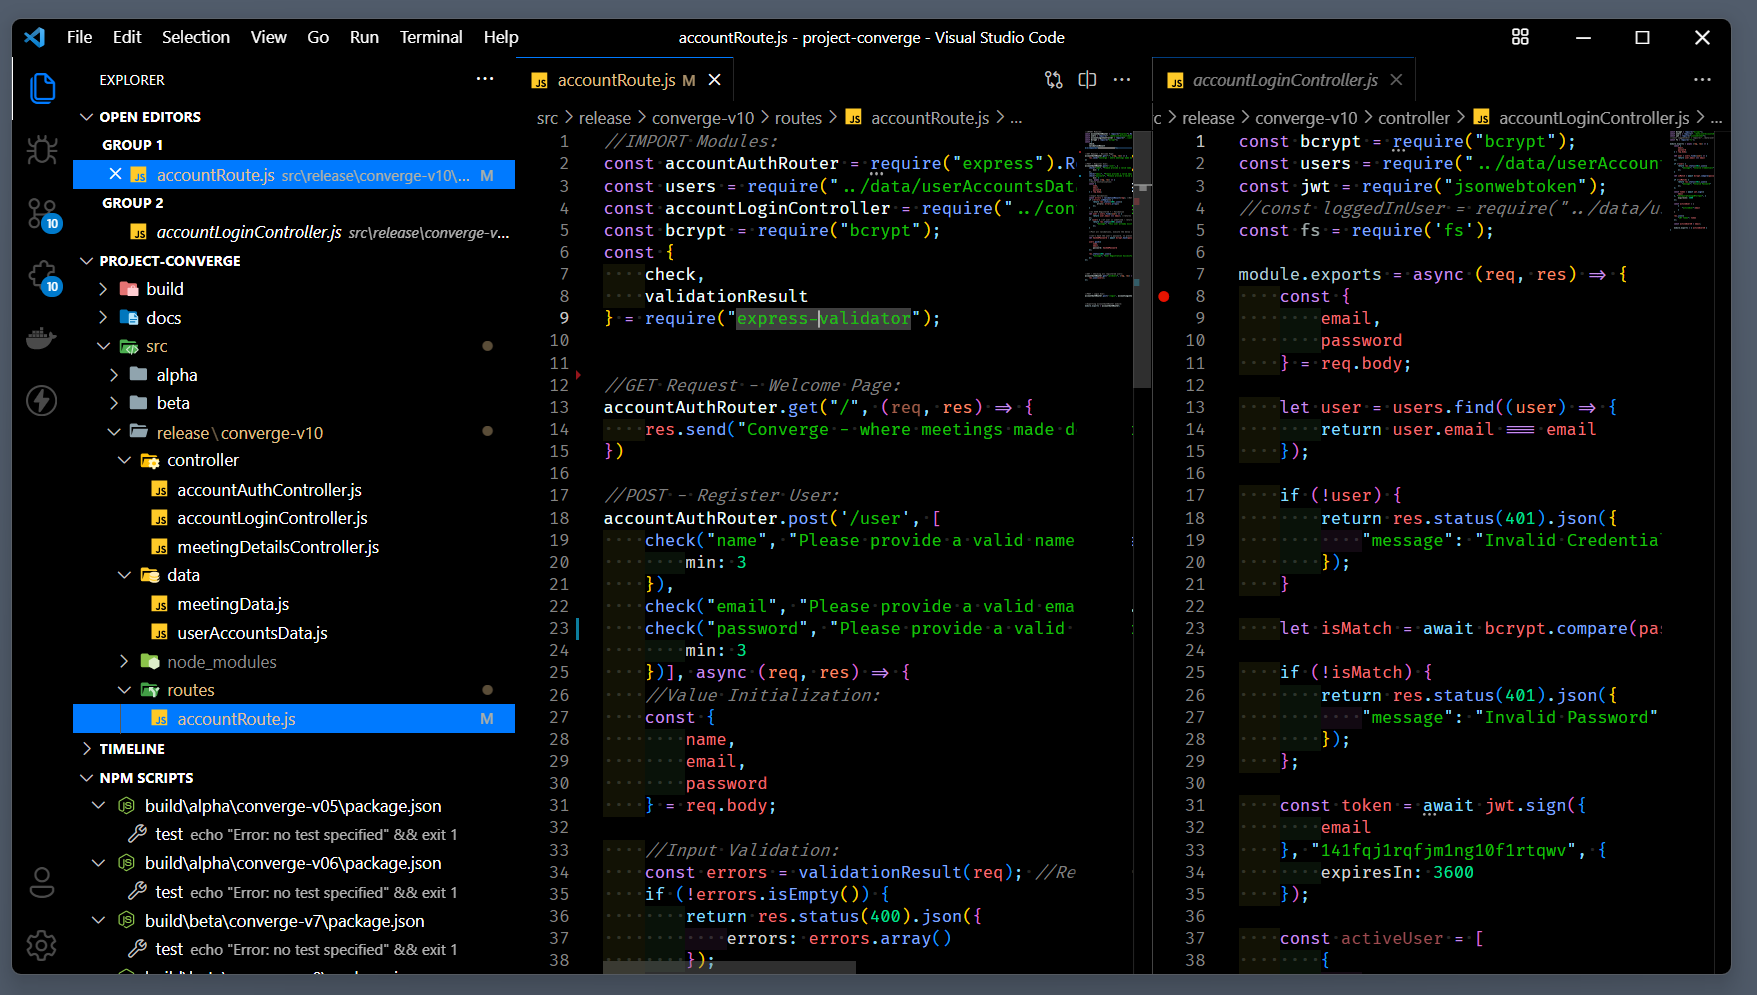 File Edit Selection View Go Run Terminal Help
accountRoute.js - project-converge - Visual Studio Code
EXPLORER
OPEN EDITORS
GROUP 1
accountRoute.js src\release\converge-v10\... M
GROUP 2
accountLoginController.js src\release\converge-v...
PROJECT-CONVERGE
build
docs
src
alpha
beta
release\converge-v10
controller
accountAuthController.js
accountLoginController.js
meetingDetailsController.js
data
meetingData.js
userAccountsData.js
node_modules
routes
accountRoute.js M
TIMELINE
NPM SCRIPTS
build\alpha\converge-v05\package.json
test echo "Error: no test specified" && exit 1
build\alpha\converge-v06\package.json
test echo "Error: no test specified" && exit 1
build\beta\converge-v7\package.json
test echo "Error: no test specified" && exit 1
10
10
accountRoute.js M
src > release > converge-v10 > routes > accountRoute.js > ...
1 //IMPORT Modules:
2 const accountAuthRouter = require("express").R
3 const users = require("../data/userAccountsDat
4 const accountLoginController = require("../con
5 const bcrypt = require("bcrypt");
6 const {
7 check,
8 validationResult
9 } = require("express-validator");
10
11
12 //GET Request - Welcome Page:
13 accountAuthRouter.get("/", (req, res) => {
14 res.send("Converge - where meetings made d
15 })
16
17 //POST - Register User:
18 accountAuthRouter.post('/user', [
19 check("name", "Please provide a valid name
20 min: 3
21 }),
22 check("email", "Please provide a valid ema
23 check("password", "Please provide a valid
24 min: 3
25 })], async (req, res) => {
26 //Value Initialization:
27 const {
28 name,
29 email,
30 password
31 } = req.body;
32
33 //Input Validation:
34 const errors = validationResult(req); //Re
35 if (!errors.isEmpty()) {
36 return res.status(400).json({
37 errors: errors.array()
38 });
accountLoginController.js
c > release > converge-v10 > controller > accountLoginController.js > ...
1 const bcrypt = require("bcrypt");
2 const users = require("../data/userAccoun
3 const jwt = require("jsonwebtoken");
4 //const loggedInUser = require("../data/u
5 const fs = require('fs');
6
7 module.exports = async (req, res) => {
8 const {
9 email,
10 password
11 } = req.body;
12
13 let user = users.find((user) => {
14 return user.email === email
15 });
16
17 if (!user) {
18 return res.status(401).json({
19 "message": "Invalid Credentia
20 });
21 }
22
23 let isMatch = await bcrypt.compare(pa
24
25 if (!isMatch) {
26 return res.status(401).json({
27 "message": "Invalid Password"
28 });
29 };
30
31 const token = await jwt.sign({
32 email
33 }, "141fqj1rqfjm1ng10f1rtqwv", {
34 expiresIn: 3600
35 });
36
37 const activeUser = [
38 {